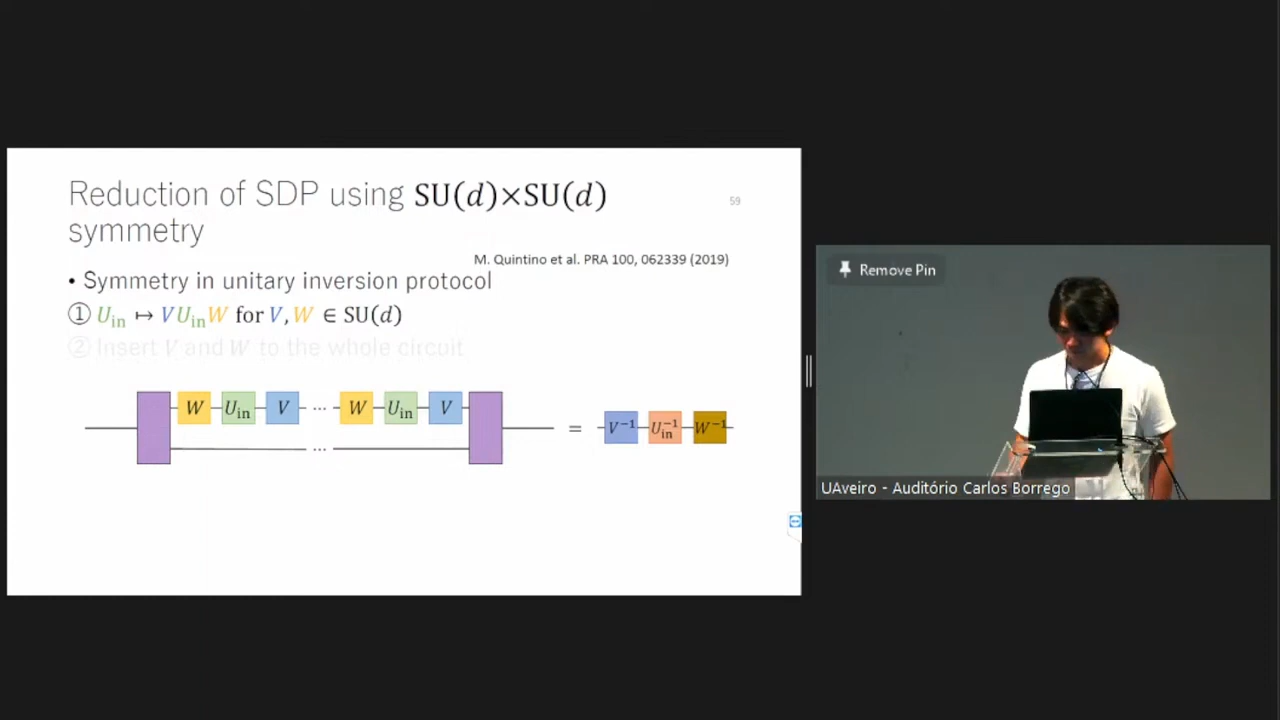 Reduction of SDP using SU(d)×SU(d)
symmetry
59
M. Quintino et al. PRA 100, 062339 (2019)
• Symmetry in unitary inversion protocol
① U_in ↦ VU_inW for V, W ∈ SU(d)
② Insert V and W to the whole circuit
W U_in V ... W U_in V = V⁻¹ U_in⁻¹ W⁻¹
...
Remove Pin
UAveiro - Auditório Carlos Borrego